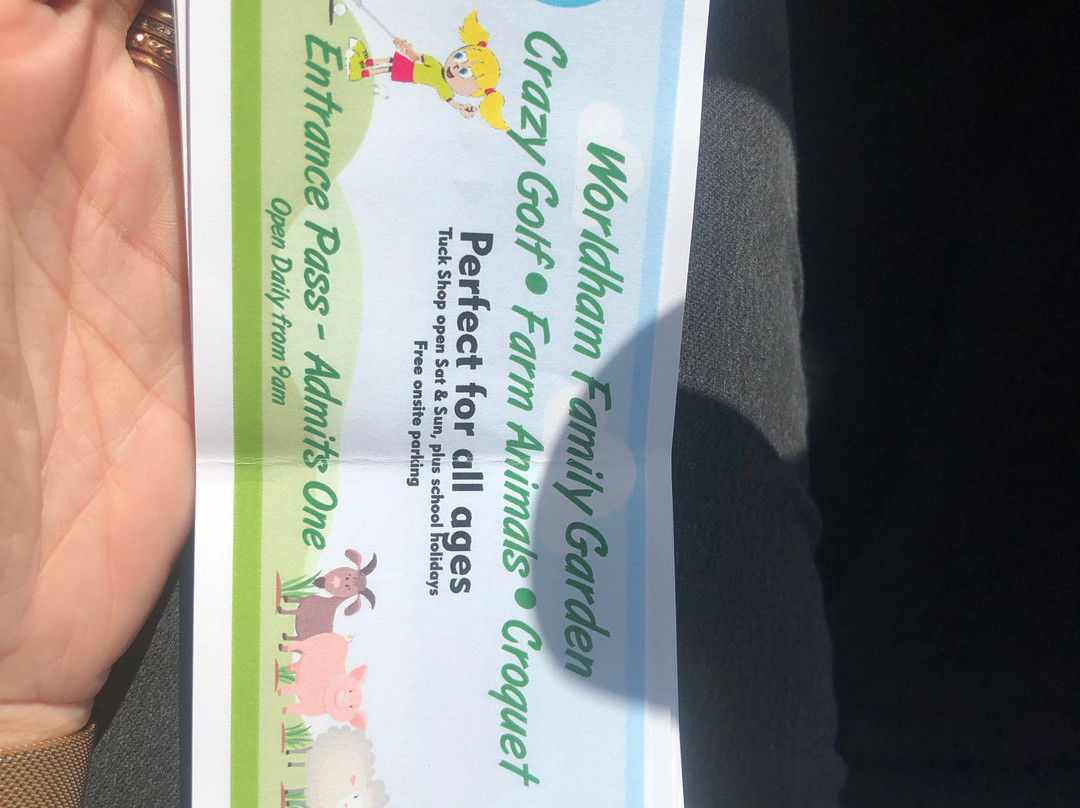 Worldham Family Garden
Crazy Golf • Farm Animals • Croquet
Perfect for all ages
Tuck Shop open Sat & Sun, plus school holidays
Free onsite parking
Entrance Pass - Admits One
Open Daily from 9am